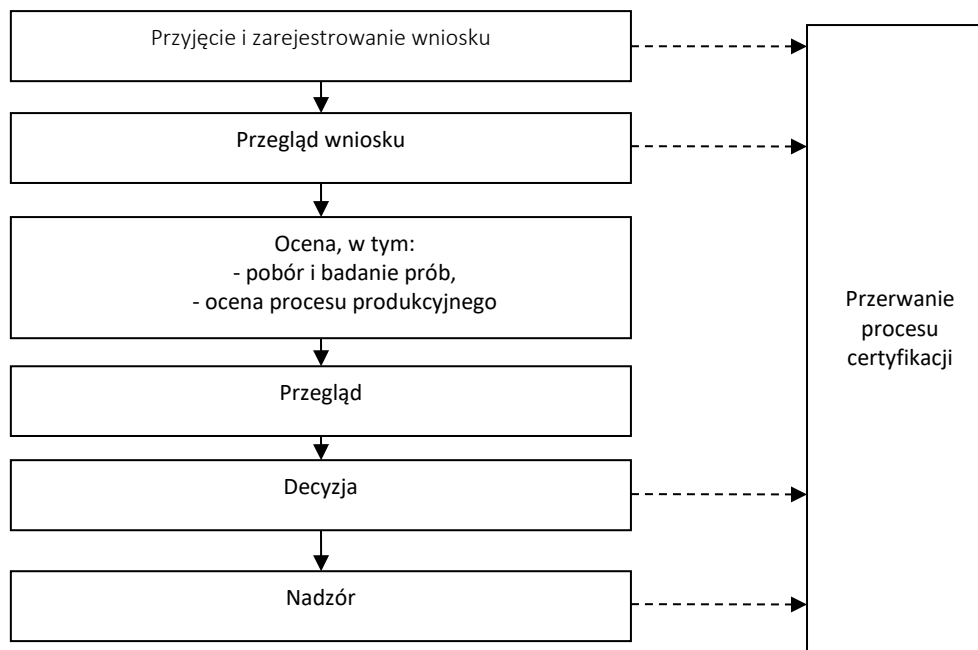 Przyjęcie i zarejestrowanie wniosku
Przegląd wniosku
Ocena, w tym:
- pobór i badanie prób,
- ocena procesu produkcyjnego
Przegląd
Decyzja
Nadzór
Przerwanie
procesu
certyfikacji